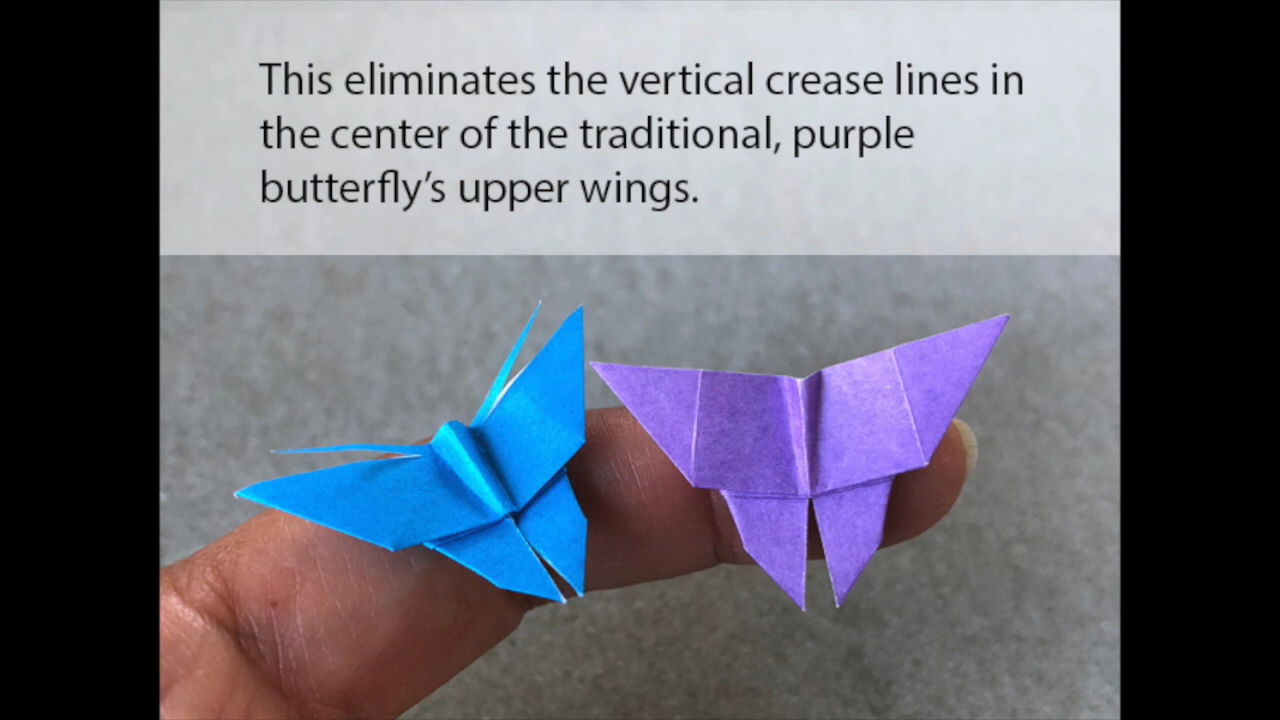 This eliminates the vertical crease lines in
the center of the traditional, purple
butterfly’s upper wings.